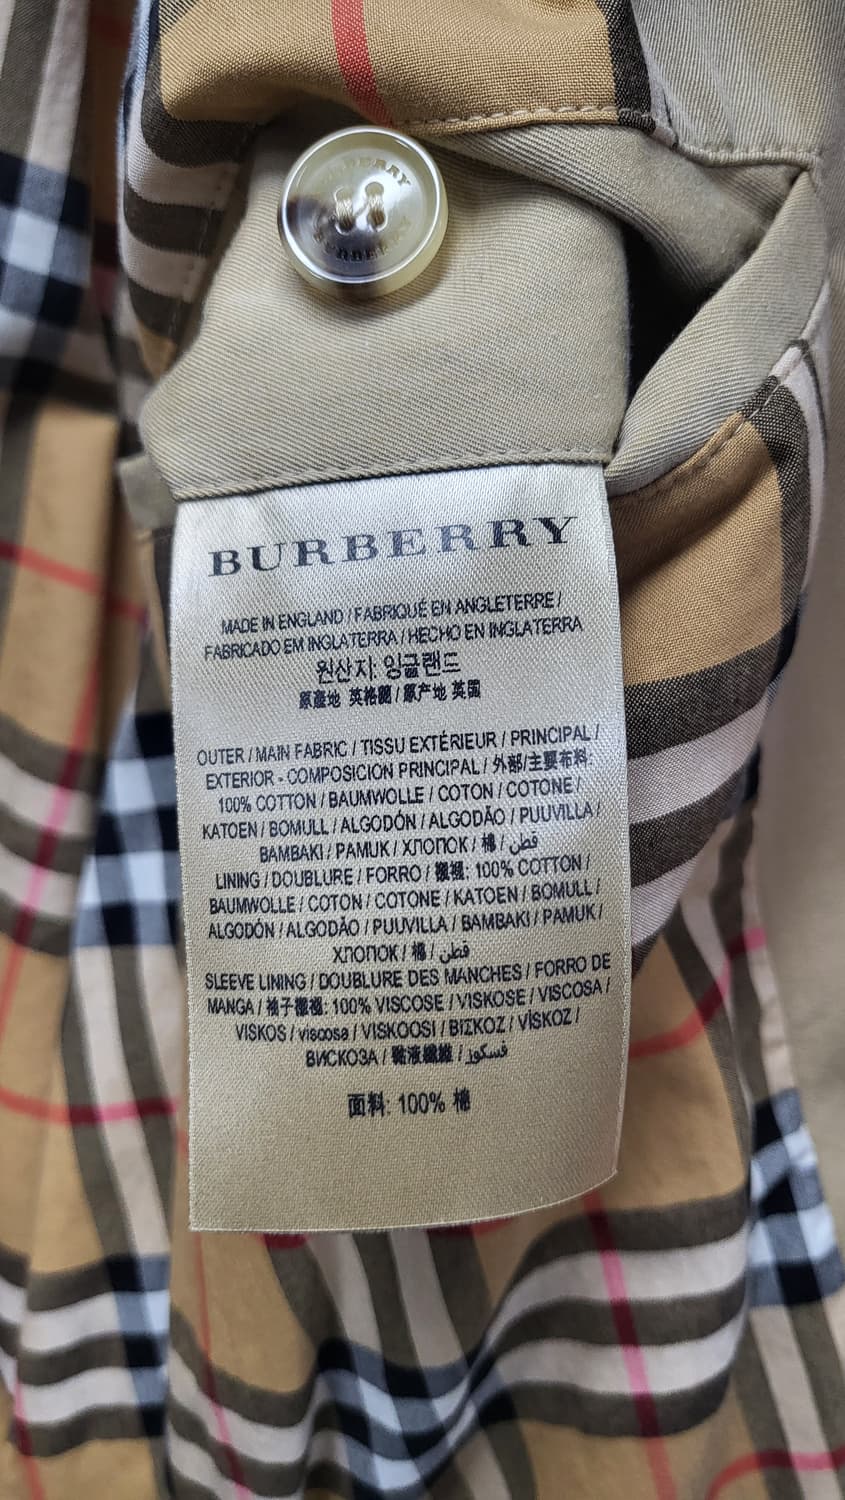 BURBERRY
BURBERRY
BURBERRY
MADE IN ENGLAND / FABRIQUÉ EN ANGLETERRE /
FABRICADO EM INGLATERRA / HECHO EN INGLATERRA
원산지: 잉글랜드
原產地 英格蘭 / 原产地 英国
OUTER / MAIN FABRIC / TISSU EXTÉRIEUR / PRINCIPAL /
EXTERIOR - COMPOSICION PRINCIPAL / 外部/主要布料:
100% COTTON / BAUMWOLLE / COTON / COTONE /
KATOEN / BOMULL / ALGODÓN / ALGODÃO / PUUVILLA /
BAMBAKI / PAMUK / ХЛОПОК / 棉 / قطن
LINING / DOUBLURE / FORRO / 襯裡: 100% COTTON /
BAUMWOLLE / COTON / COTONE / KATOEN / BOMULL /
ALGODÓN / ALGODÃO / PUUVILLA / BAMBAKI / PAMUK /
ХЛОПОК / 棉 / قطن
SLEEVE LINING / DOUBLURE DES MANCHES / FORRO DE
MANGA / 袖子襯裡: 100% VISCOSE / VISKOSE / VISCOSA /
VISKOS / viscosa / VISKOOSI / ΒΙΣΚΟΖ / VİSKOZ /
ВИСКОЗА / 黏液纖維 / فسكوز
面料: 100% 棉